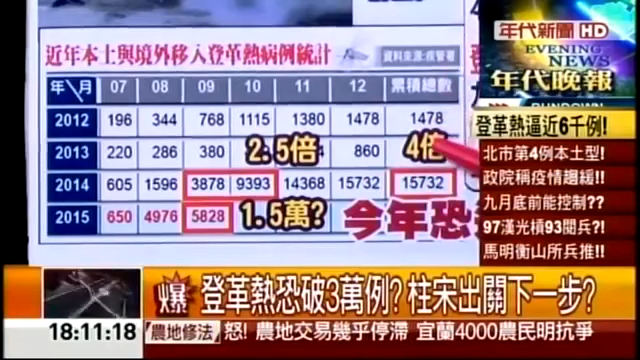 年代新聞 HD
EVENING
NEWS
年代晚報
近年本土與境外移入登革熱病例統計
資料來源:疾管署
年 月 07 08 09 10 11 12 累積總數
2012 196 344 768 1115 1380 1478 1478
2013 220 286 380 2.5倍 860 4倍
2014 605 1596 3878 9393 14368 15732 15732
2015 650 4976 5828 1.5萬?
今年恐
登革熱逼近6千例!
北市第4例本土型!
政院稱疫情趨緩!!
九月底前能控制??
97漢光槓93閱兵?!
馬明衡山所兵推!!
爆 登革熱恐破3萬例?柱宋出關下一步?
18:11:18 農地修法 怒! 農地交易幾乎停滯 宜蘭4000農民明抗爭